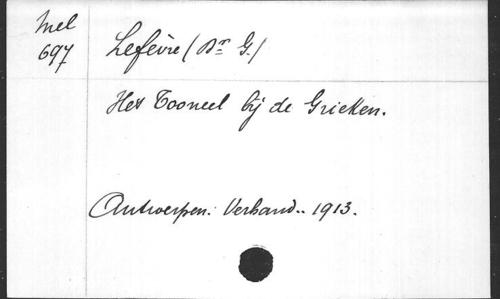 Mel
697
Lefèvre (Dr G.)
Het Tooneel bij de Grieken.
Antwerpen. Verband.. 1913.